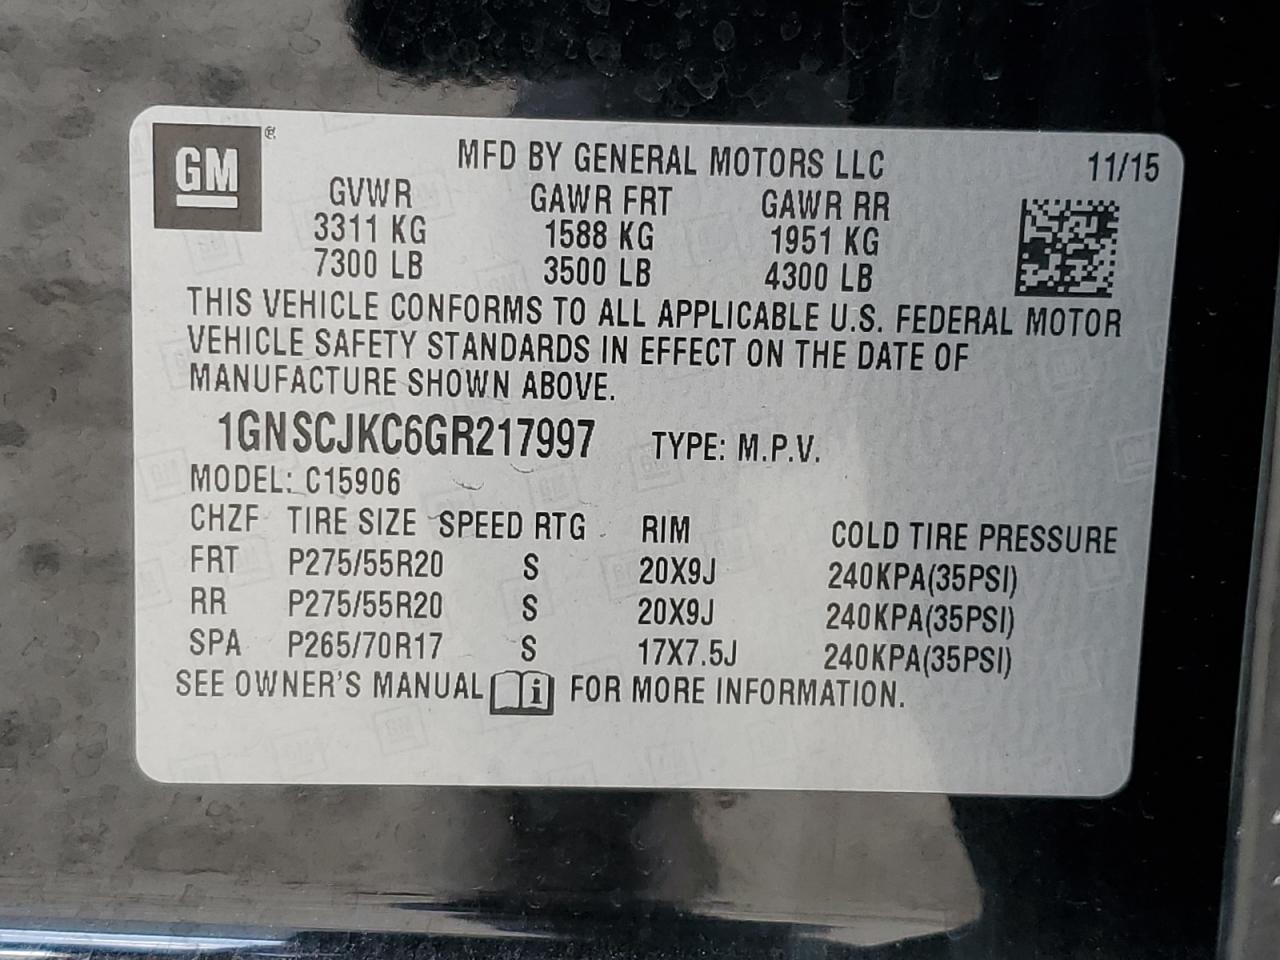 GM ®
MFD BY GENERAL MOTORS LLC 11/15
GVWR GAWR FRT GAWR RR
3311 KG 1588 KG 1951 KG
7300 LB 3500 LB 4300 LB
THIS VEHICLE CONFORMS TO ALL APPLICABLE U.S. FEDERAL MOTOR
VEHICLE SAFETY STANDARDS IN EFFECT ON THE DATE OF
MANUFACTURE SHOWN ABOVE.
1GNSCJKC6GR217997 TYPE: M.P.V.
MODEL: C15906
CHZF TIRE SIZE SPEED RTG RIM COLD TIRE PRESSURE
FRT P275/55R20 S 20X9J 240KPA(35PSI)
RR P275/55R20 S 20X9J 240KPA(35PSI)
SPA P265/70R17 S 17X7.5J 240KPA(35PSI)
SEE OWNER'S MANUAL i FOR MORE INFORMATION.